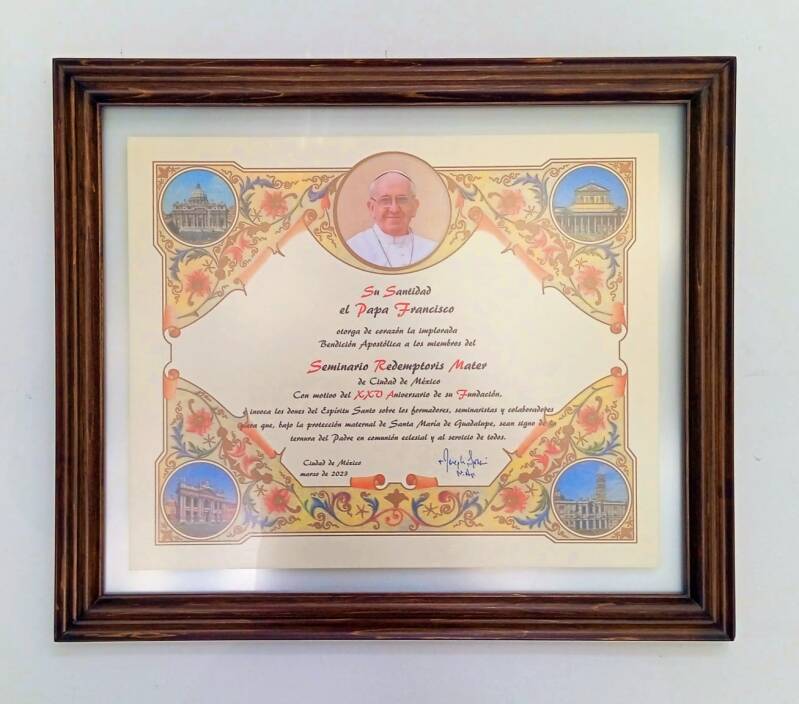 Su Santidad
el Papa Francisco
otorga de corazón la implorada
Bendición Apostólica a los miembros del
Seminario Redemptoris Mater
de Ciudad de México
Con motivo del XXV Aniversario de su Fundación,
e invoca los dones del Espíritu Santo sobre los formadores, seminaristas y colaboradores
para que, bajo la protección maternal de Santa María de Guadalupe, sean signo de la
ternura del Padre en comunión eclesial y al servicio de todos.
Ciudad de México
marzo de 2023